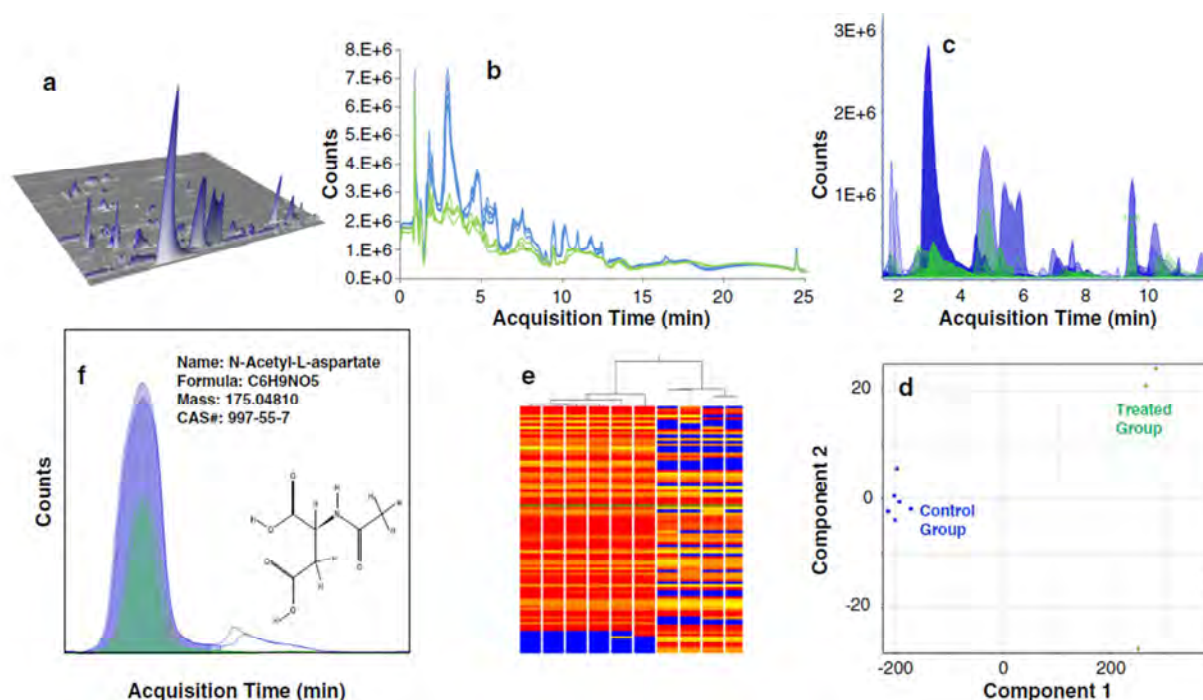 a
b
8.E+6
7.E+6
6.E+6
5.E+6
4.E+6
3.E+6
2.E+6
1.E+6
0.E+0
Counts
0 5 10 15 20 25
Acquisition Time (min)
c
3E+6
2E+6
1E+6
Counts
2 4 6 8 10
Acquisition Time (min)
f
Name: N-Acetyl-L-aspartate
Formula: C6H9NO5
Mass: 175.04810
CAS#: 997-55-7
Counts
Acquisition Time (min)
e
d
20
0
-20
Component 2
Treated
Group
Control
Group
-200 0 200
Component 1